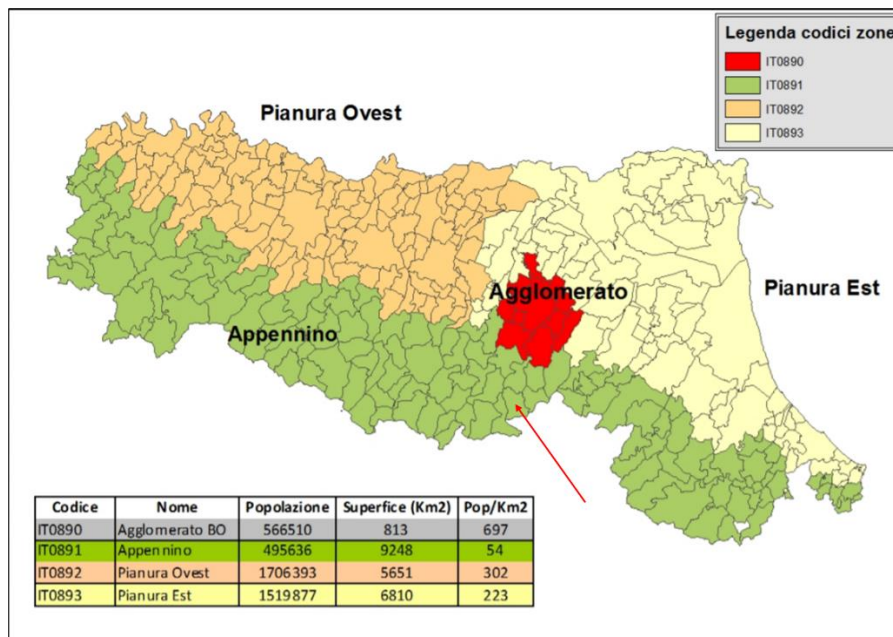 Legenda codici zone
IT0890
IT0891
IT0892
IT0893
Pianura Ovest
Agglomerato
Pianura Est
Appennino
Codice Nome Popolazione Superfice (Km2) Pop/Km2
IT0890 Agglomerato BO 566510 813 697
IT0891 Appennino 495636 9248 54
IT0892 Pianura Ovest 1706393 5651 302
IT0893 Pianura Est 1519877 6810 223